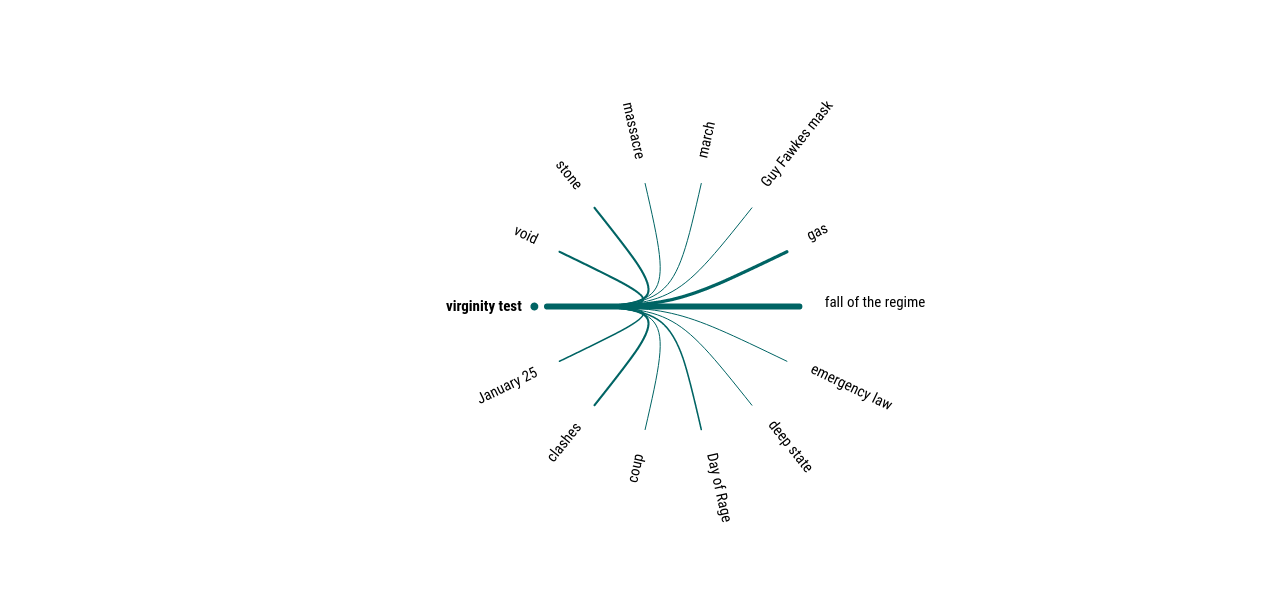 massacre
march
Guy Fawkes mask
stone
gas
void
fall of the regime
virginity test
January 25
emergency law
clashes
deep state
coup
Day of Rage